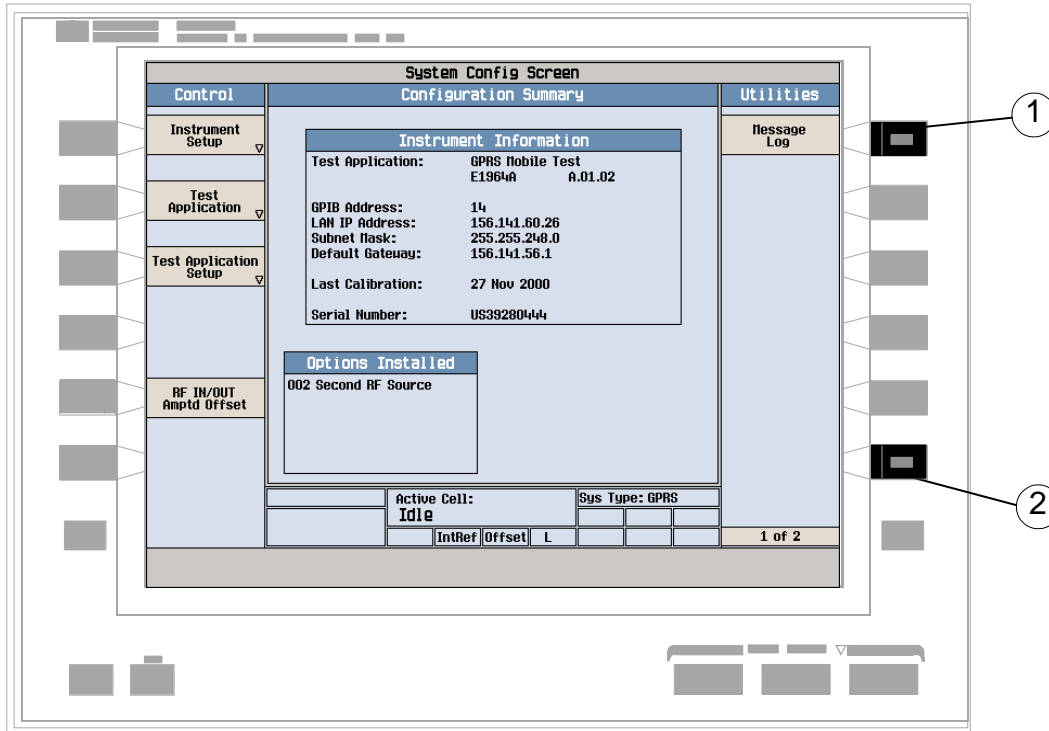 System Config Screen
Control
Configuration Summary
Utilities
Instrument
Setup
Test
Application
Test Application
Setup
RF IN/OUT
Amptd Offset
Instrument Information
Test Application: GPRS Mobile Test
E1964A A.01.02
GPIB Address: 14
LAN IP Address: 156.141.60.26
Subnet Mask: 255.255.248.0
Default Gateway: 156.141.56.1
Last Calibration: 27 Nov 2000
Serial Number: US39280444
Options Installed
002 Second RF Source
Message
Log
1
2
Active Cell:
Idle
Sys Type: GPRS
IntRef Offset L
1 of 2